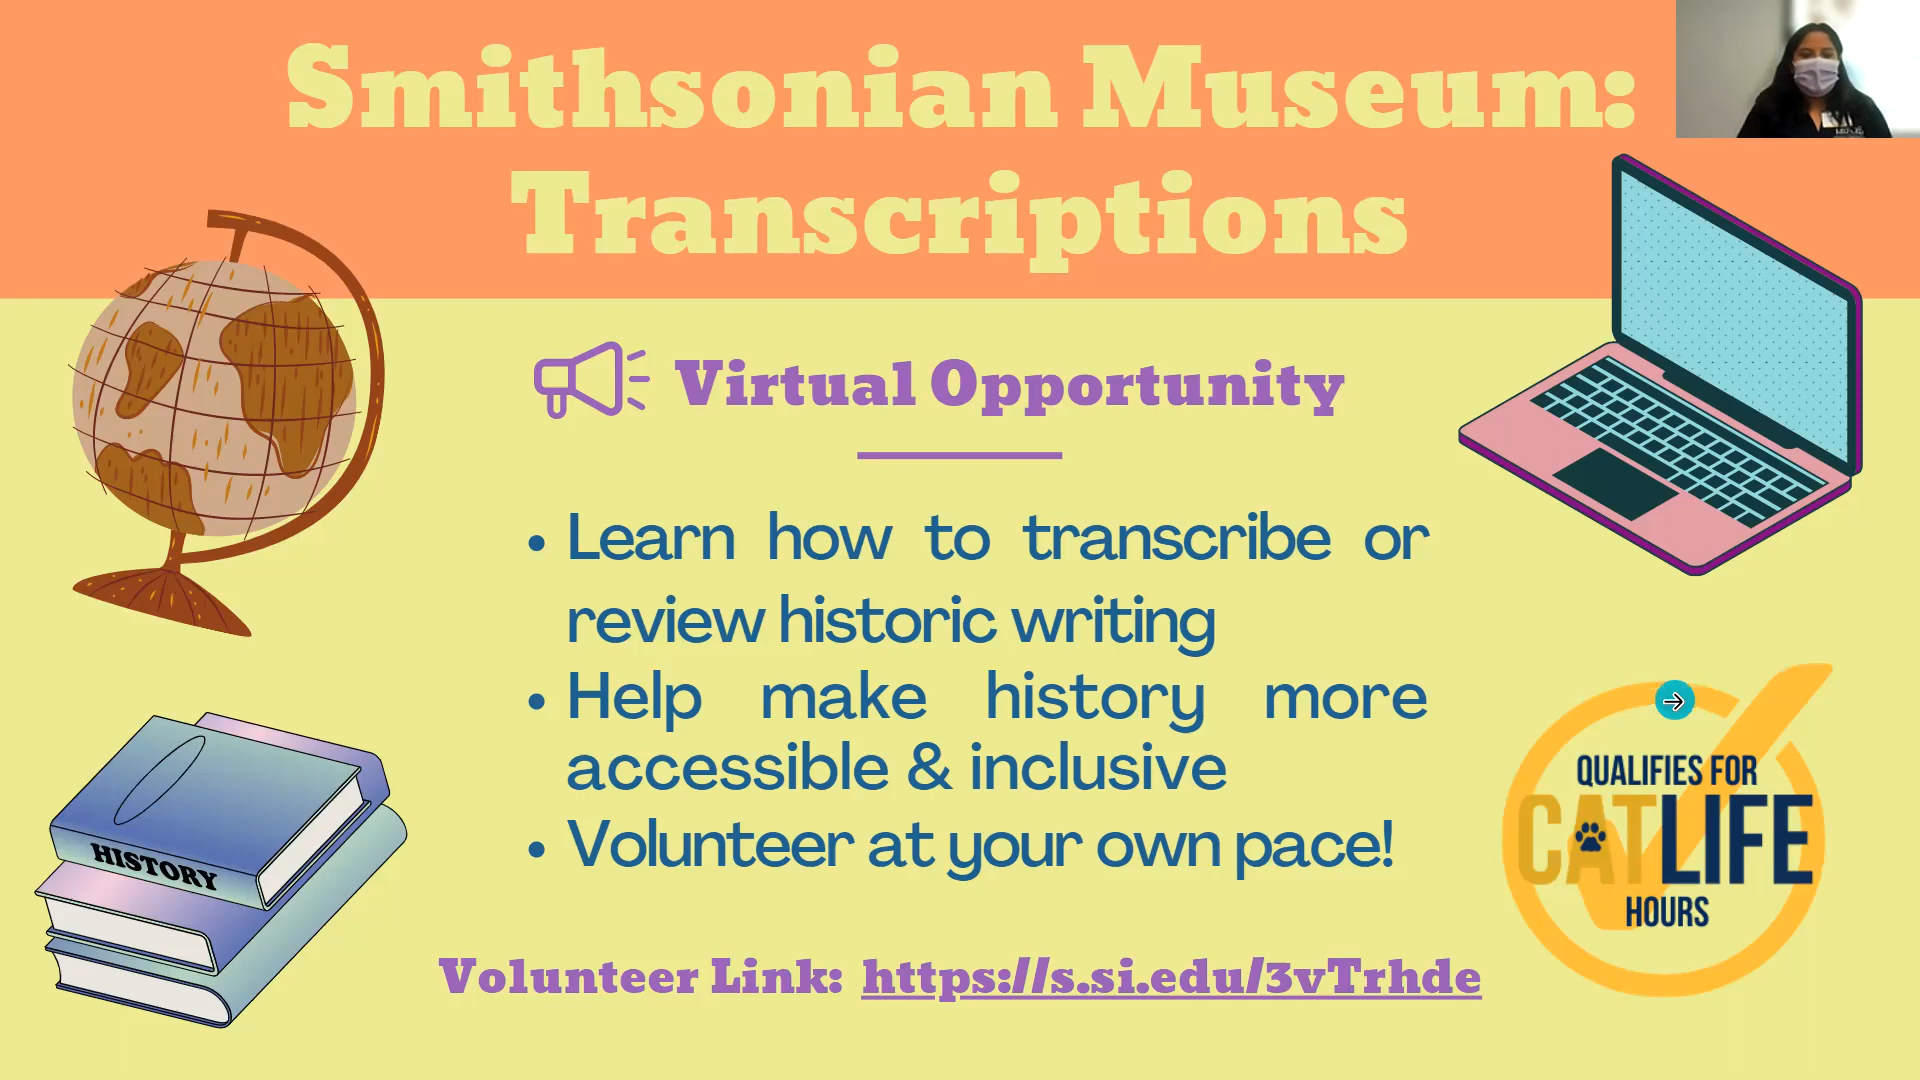 Smithsonian Museum:
Transcriptions
Virtual Opportunity
• Learn how to transcribe or
review historic writing
• Help make history more
accessible & inclusive
• Volunteer at your own pace!
HISTORY
QUALIFIES FOR
CATLIFE
HOURS
Volunteer Link: https://s.si.edu/3vTrhde